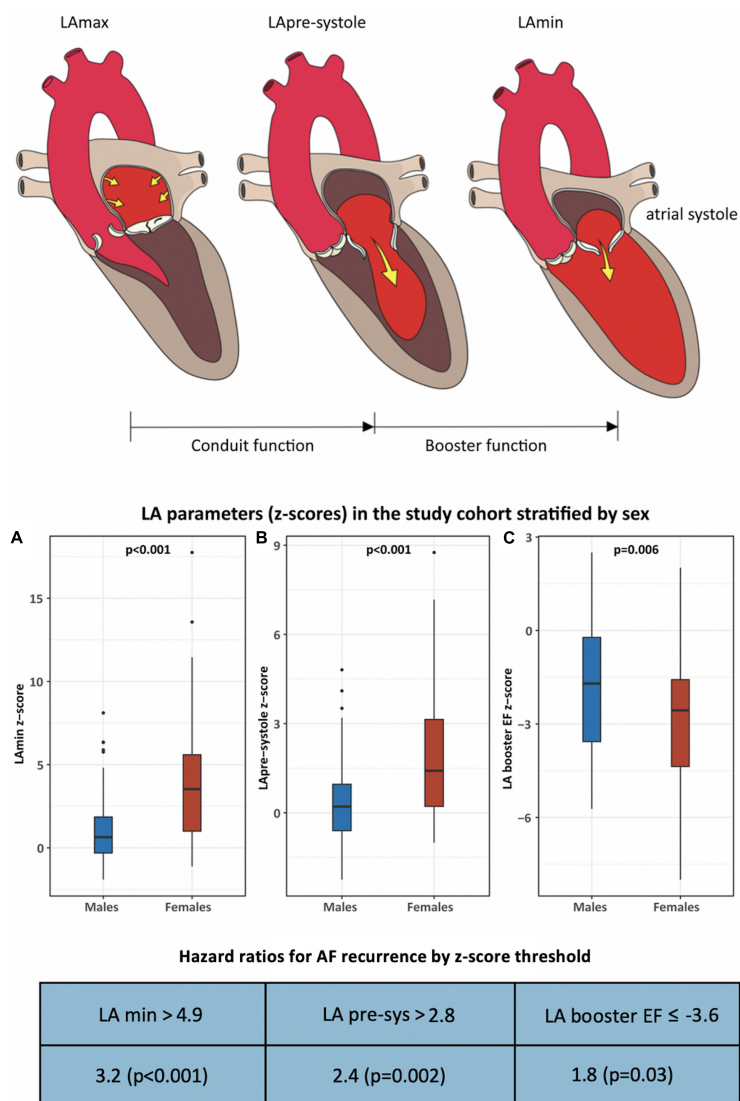 LAmax LApre-systole LAmin
atrial systole
Conduit function Booster function
LA parameters (z-scores) in the study cohort stratified by sex
A
p<0.001
LAmin z−score
15
10
5
0
Males Females
B
p<0.001
LApre−systole z−score
9
6
3
0
Males Females
C
p=0.006
LA booster EF z−score
3
0
−3
−6
Males Females
Hazard ratios for AF recurrence by z-score threshold
LA min > 4.9 LA pre-sys > 2.8 LA booster EF ≤ -3.6
3.2 (p<0.001) 2.4 (p=0.002) 1.8 (p=0.03)